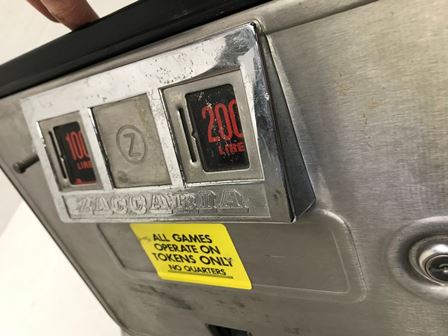 100
LIRE
Z
200
LIRE
ZACCARIA
ALL GAMES
OPERATE ON
TOKENS ONLY
NO QUARTERS